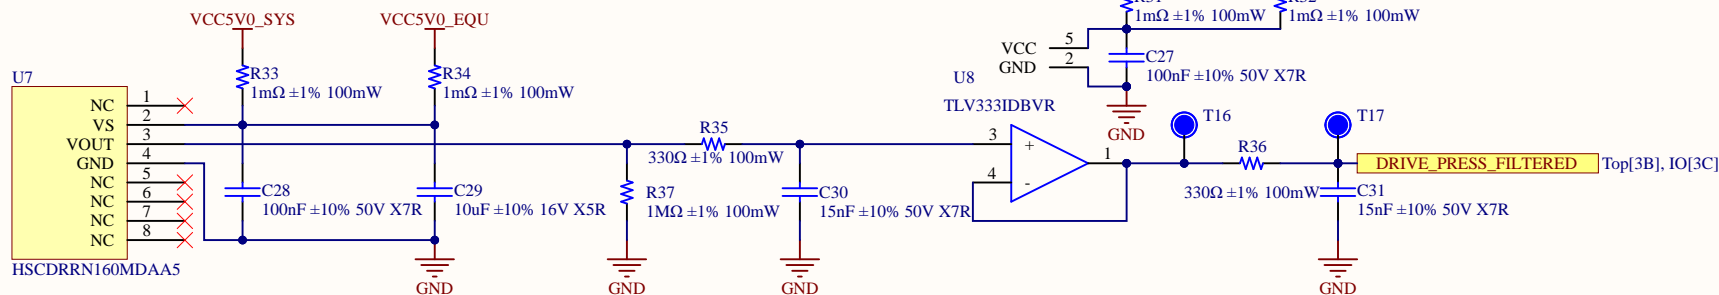 VCC5V0_SYS
VCC5V0_EQU
1mΩ ±1% 100mW
1mΩ ±1% 100mW
U7
R33
1mΩ ±1% 100mW
R34
1mΩ ±1% 100mW
VCC 5
GND 2
C27
100nF ±10% 50V X7R
GND
U8
TLV333IDBVR
NC 1
VS 2
VOUT 3
GND 4
NC 5
NC 6
NC 7
NC 8
HSCDRRN160MDAA5
C28
100nF ±10% 50V X7R
C29
10uF ±10% 16V X5R
GND
R35
330Ω ±1% 100mW
R37
1MΩ ±1% 100mW
GND
C30
15nF ±10% 50V X7R
GND
3
+
4
-
1
T16
R36
330Ω ±1% 100mW
T17
DRIVE_PRESS_FILTERED Top[3B], IO[3C]
C31
15nF ±10% 50V X7R
GND